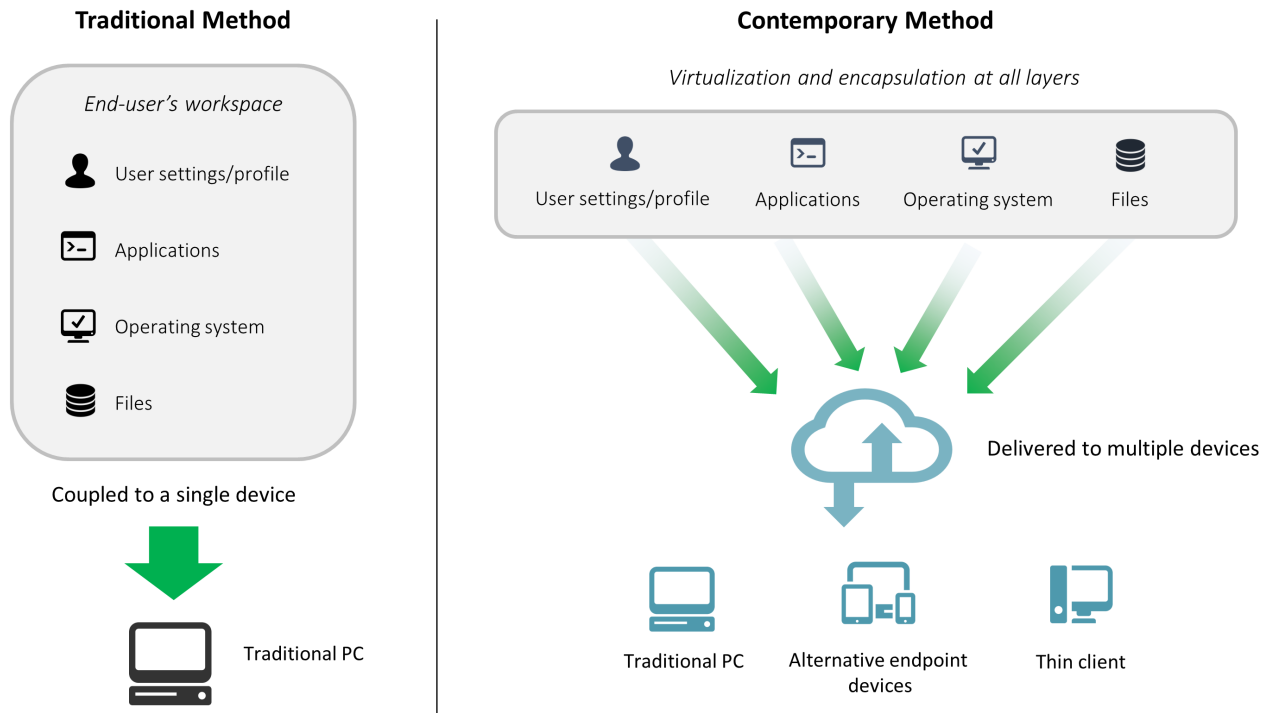 Traditional Method
End-user’s workspace
User settings/profile
Applications
Operating system
Files
Coupled to a single device
Traditional PC
Contemporary Method
Virtualization and encapsulation at all layers
User settings/profile
Applications
Operating system
Files
Delivered to multiple devices
Traditional PC
Alternative endpoint
devices
Thin client